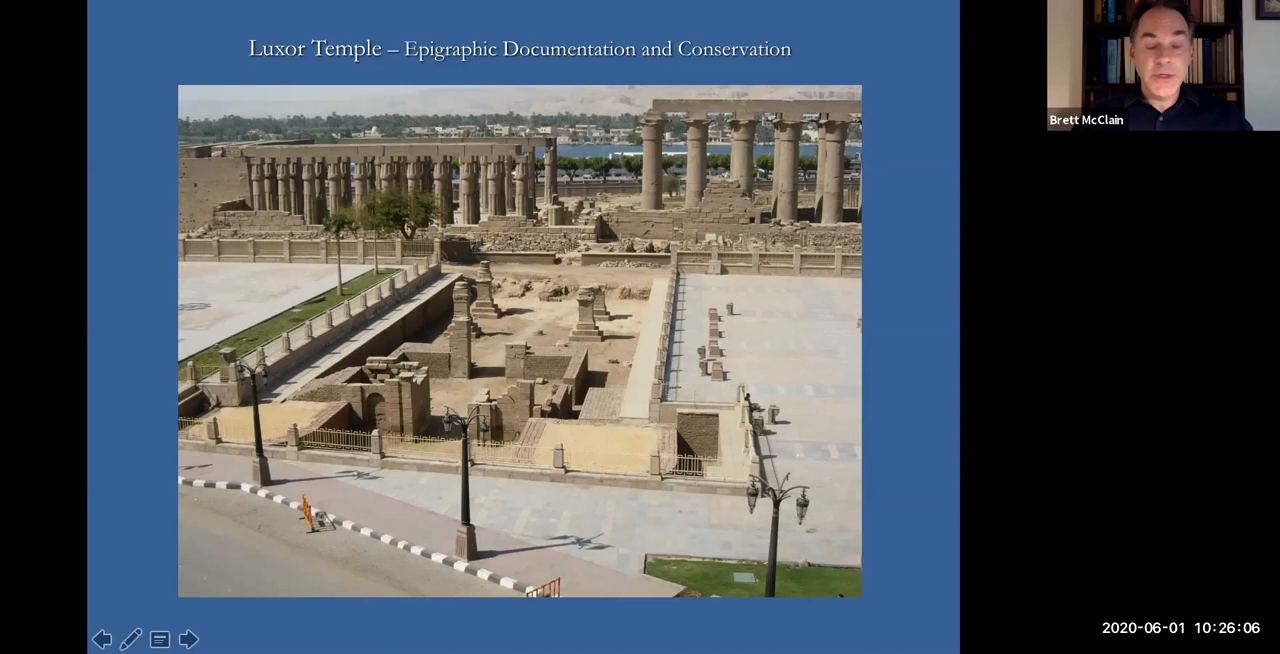 Luxor Temple – Epigraphic Documentation and Conservation
Brett McClain
2020-06-01 10:26:06